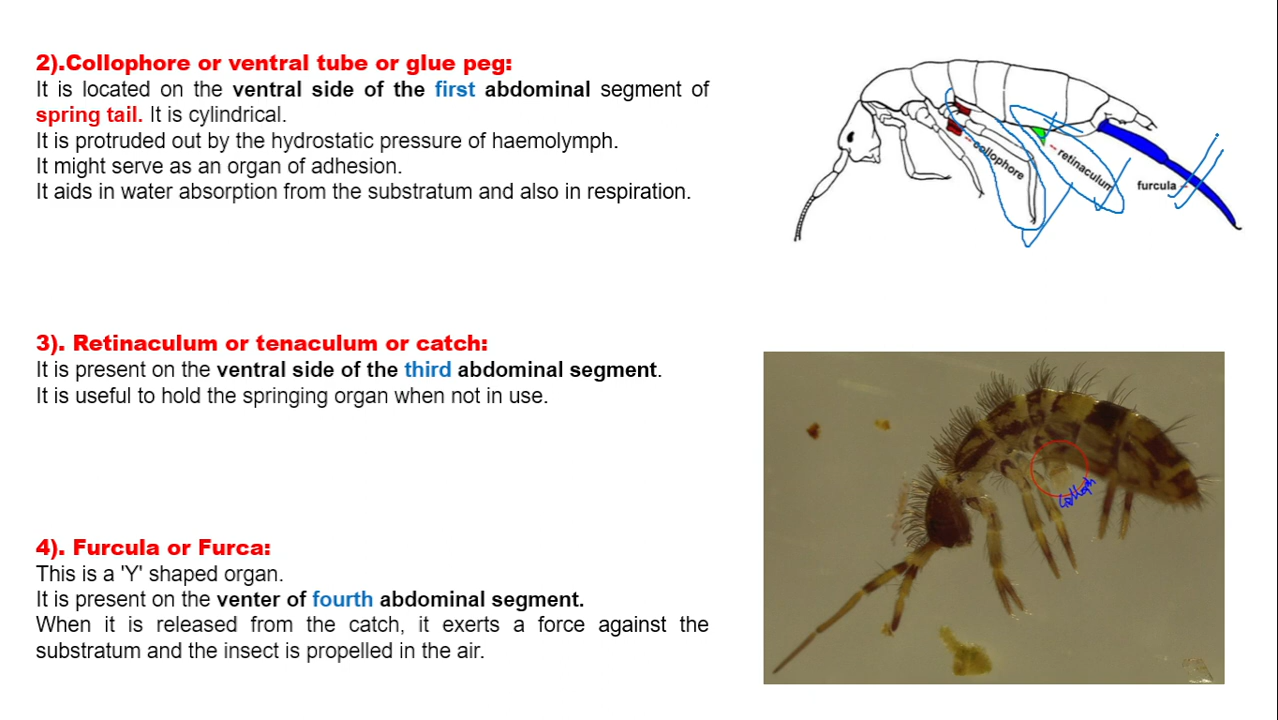 2).Collophore or ventral tube or glue peg:
It is located on the ventral side of the first abdominal segment of
spring tail. It is cylindrical.
It is protruded out by the hydrostatic pressure of haemolymph.
It might serve as an organ of adhesion.
It aids in water absorption from the substratum and also in respiration.
collophore
retinaculum
furcula
3). Retinaculum or tenaculum or catch:
It is present on the ventral side of the third abdominal segment.
It is useful to hold the springing organ when not in use.
4). Furcula or Furca:
This is a 'Y' shaped organ.
It is present on the venter of fourth abdominal segment.
When it is released from the catch, it exerts a force against the
substratum and the insect is propelled in the air.